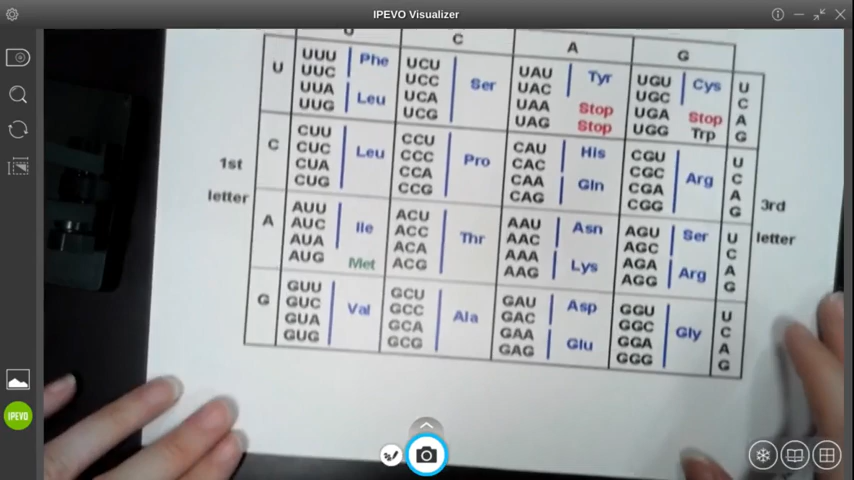 IPEVO Visualizer
U C A G
U UUU UUC UUA UUG Phe Leu UCU UCC UCA UCG Ser UAU UAC UAA UAG Tyr Stop Stop UGU UGC UGA UGG Cys Stop Trp U C A G
1st letter
C CUU CUC CUA CUG Leu CCU CCC CCA CCG Pro CAU CAC CAA CAG His Gln CGU CGC CGA CGG Arg U C A G
3rd letter
A AUU AUC AUA AUG Ile Met ACU ACC ACA ACG Thr AAU AAC AAA AAG Asn Lys AGU AGC AGA AGG Ser Arg U C A G
G GUU GUC GUA GUG Val GCU GCC GCA GCG Ala GAU GAC GAA GAG Asp Glu GGU GGC GGA GGG Gly U C A G
IPEVO